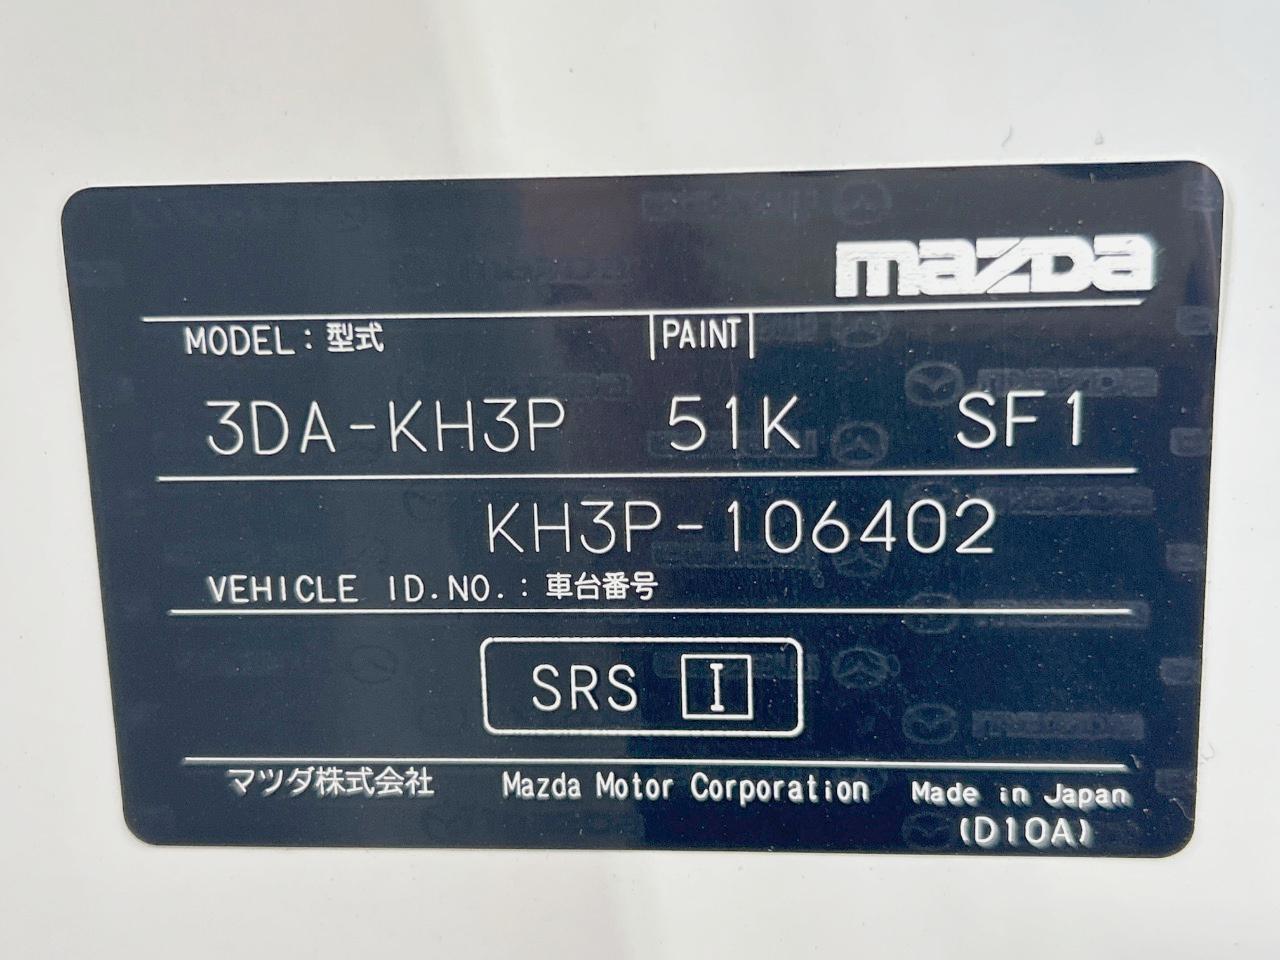 mazda
MODEL：型式 PAINT
3DA-KH3P 51K SF1
KH3P-106402
VEHICLE ID.NO.：車台番号
SRS I
マツダ株式会社 Mazda Motor Corporation Made in Japan
(D10A)